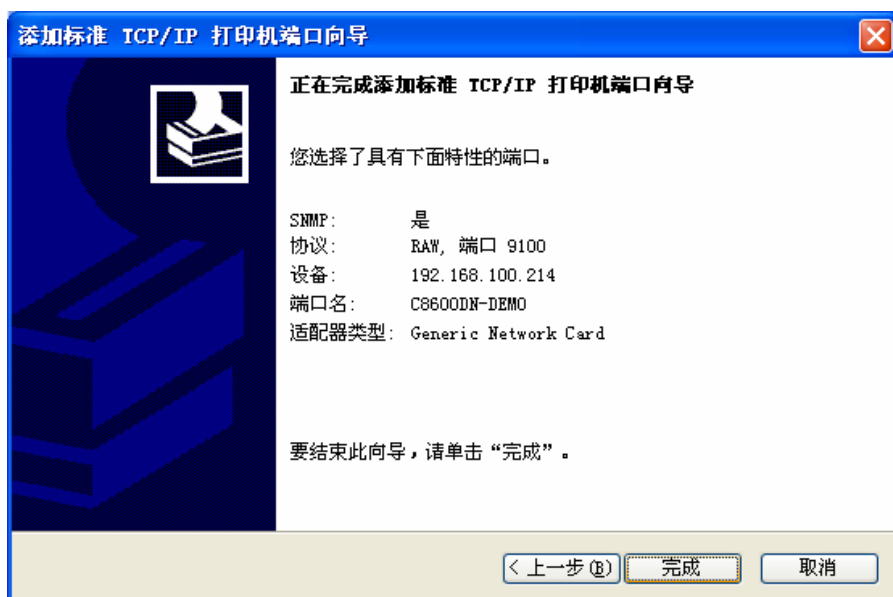 添加标准 TCP/IP 打印机端口向导
正在完成添加标准 TCP/IP 打印机端口向导
您选择了具有下面特性的端口。
SNMP: 是
协议: RAW, 端口 9100
设备: 192.168.100.214
端口名: C8600DN-DEMO
适配器类型: Generic Network Card
要结束此向导，请单击“完成”。
< 上一步(B) 完成 取消